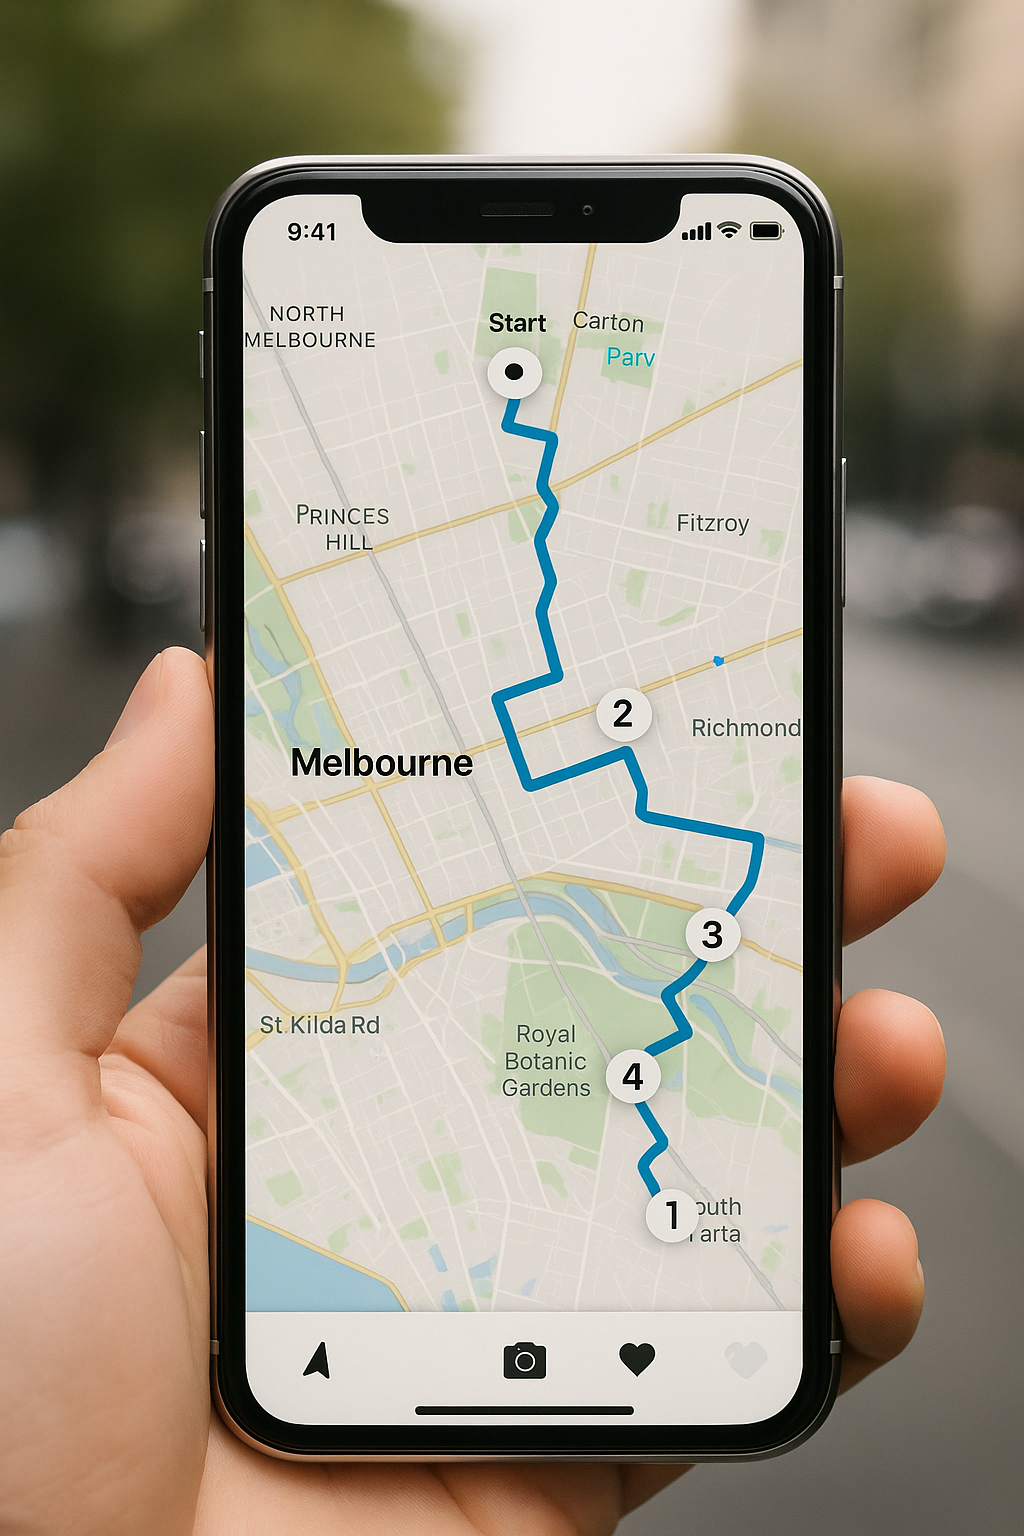 9:41
NORTH
MELBOURNE
Start
Carton
Parv
PRINCES
HILL
Fitzroy
2
Richmond
Melbourne
3
St.Kilda Rd
Royal
Botanic
Gardens
4
1
outh
arta